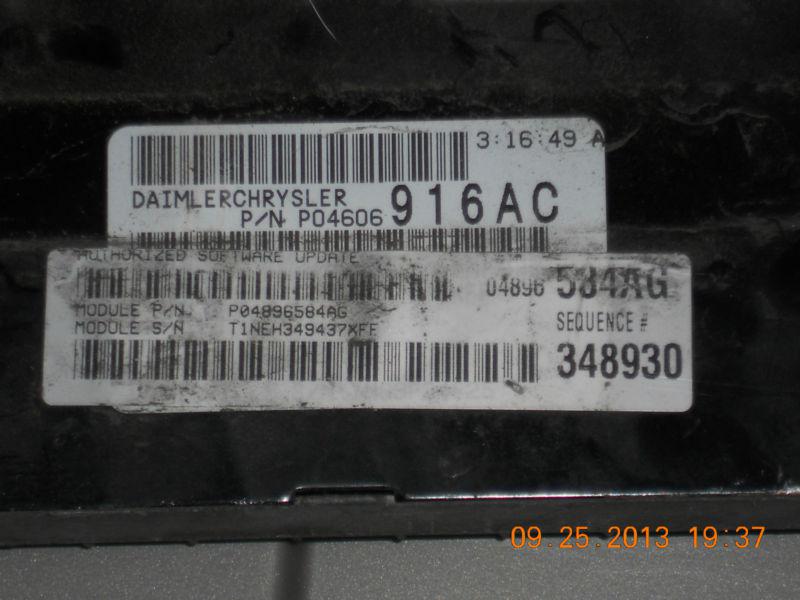 3:16:49 A
DAIMLERCHRYSLER
P/N P04606 916AC
AUTHORIZED SOFTWARE UPDATE
04896 584AG
MODULE P/N P04896584AG
MODULE S/N T1NEH349437XFE
SEQUENCE #
348930
09.25.2013 19:37